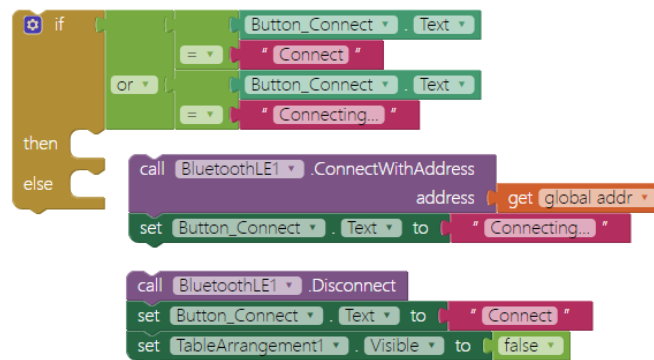 if Button_Connect . Text
= " Connect "
or Button_Connect . Text
= " Connecting... "
then
else
call BluetoothLE1 .ConnectWithAddress
address get global addr
set Button_Connect . Text to " Connecting... "
call BluetoothLE1 .Disconnect
set Button_Connect . Text to " Connect "
set TableArrangement1 . Visible to false